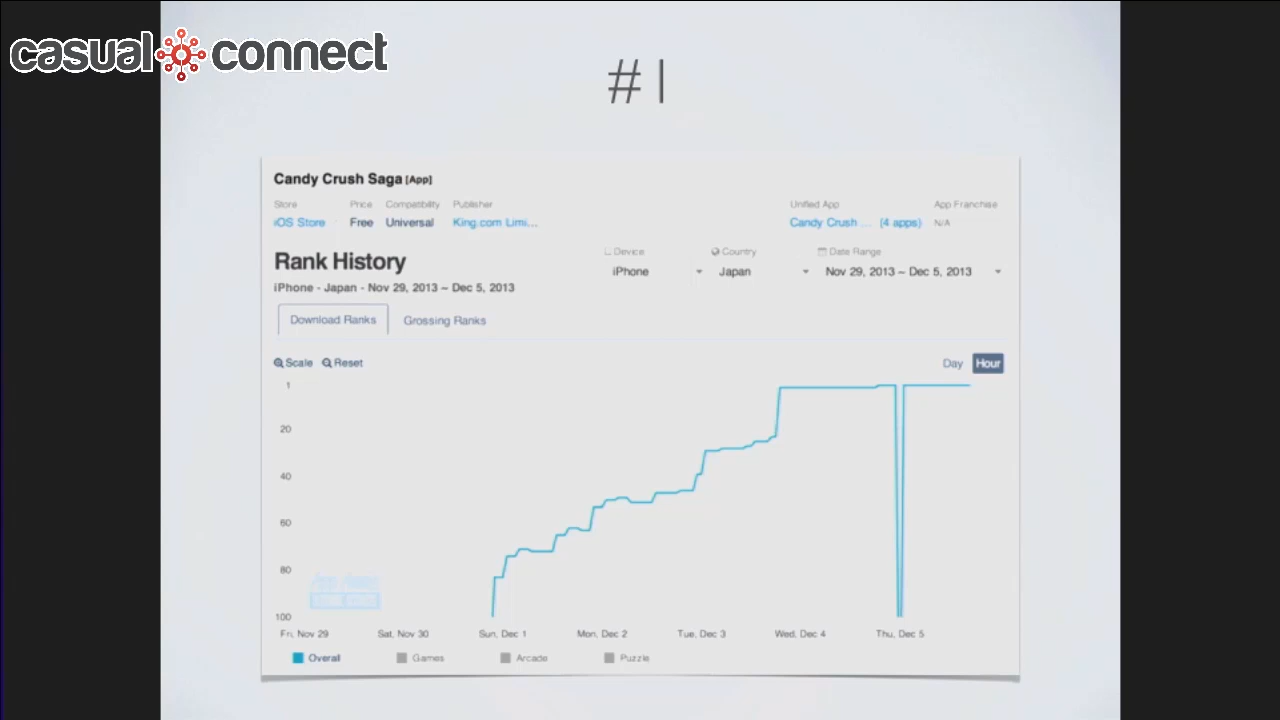 casual connect
#1
Candy Crush Saga [App]
Store Price Compatibility Publisher Unified App App Franchise
iOS Store Free Universal King.com Limi... Candy Crush ... (4 apps) N/A
Rank History
Device Country Date Range
iPhone Japan Nov 29, 2013 ~ Dec 5, 2013
iPhone - Japan - Nov 29, 2013 ~ Dec 5, 2013
Download Ranks Grossing Ranks
Scale Reset Day Hour
1
20
40
60
80
100
Fri, Nov 29 Sat, Nov 30 Sun, Dec 1 Mon, Dec 2 Tue, Dec 3 Wed, Dec 4 Thu, Dec 5
Overall Games Arcade Puzzle